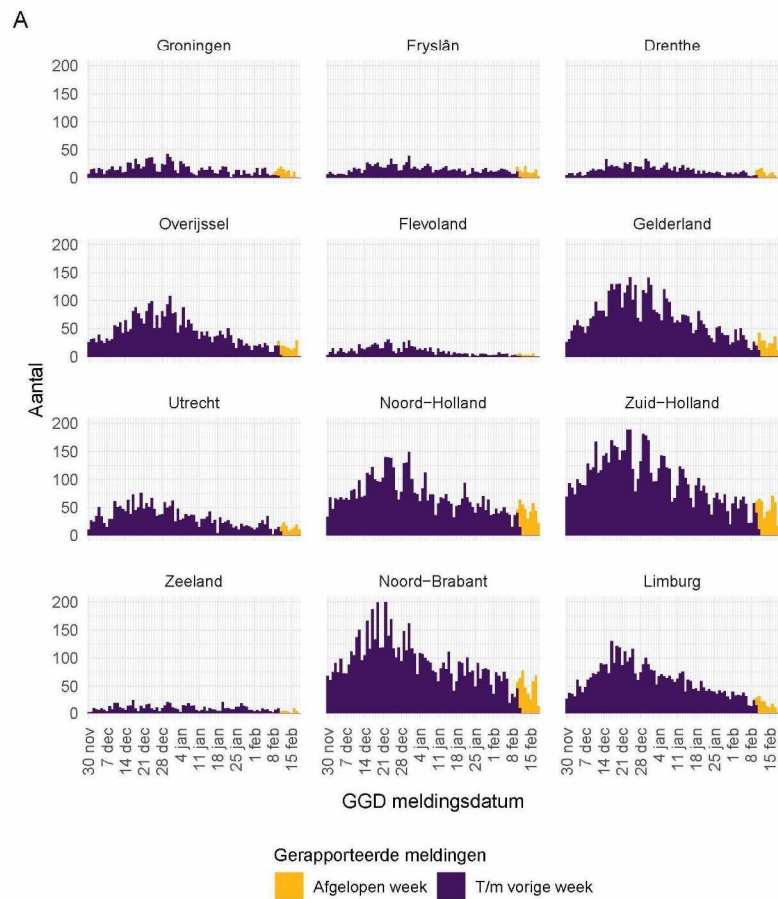 A
Groningen Fryslân Drenthe
200
150
100
50
0
Overijssel Flevoland Gelderland
200
150
100
50
0
Aantal
Utrecht Noord-Holland Zuid-Holland
200
150
100
50
0
Zeeland Noord-Brabant Limburg
200
150
100
50
0
30 nov 7 dec 14 dec 21 dec 28 dec 4 jan 11 jan 18 jan 25 jan 1 feb 8 feb 15 feb 30 nov 7 dec 14 dec 21 dec 28 dec 4 jan 11 jan 18 jan 25 jan 1 feb 8 feb 15 feb 30 nov 7 dec 14 dec 21 dec 28 dec 4 jan 11 jan 18 jan 25 jan 1 feb 8 feb 15 feb
GGD meldingsdatum
Gerapporteerde meldingen
Afgelopen week T/m vorige week